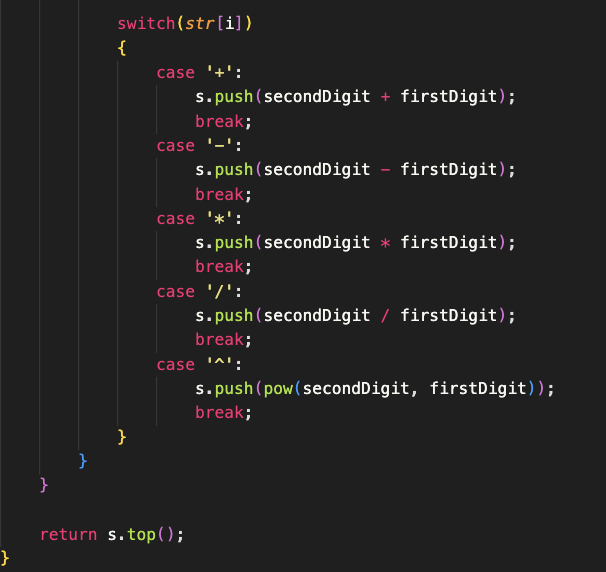 switch(str[i])
{
case '+':
s.push(secondDigit + firstDigit);
break;
case '-':
s.push(secondDigit - firstDigit);
break;
case '*':
s.push(secondDigit * firstDigit);
break;
case '/':
s.push(secondDigit / firstDigit);
break;
case '^':
s.push(pow(secondDigit, firstDigit));
break;
}
}
}
return s.top();
}